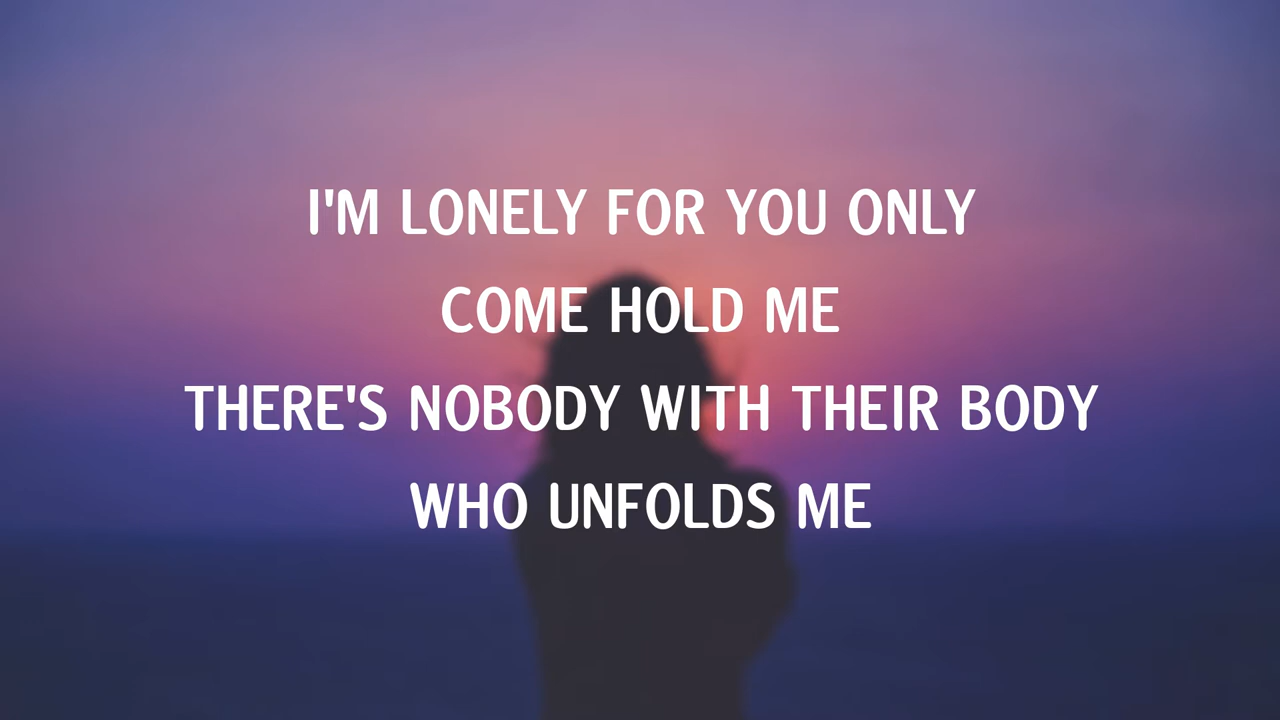 I'M LONELY FOR YOU ONLY
COME HOLD ME
THERE'S NOBODY WITH THEIR BODY
WHO UNFOLDS ME